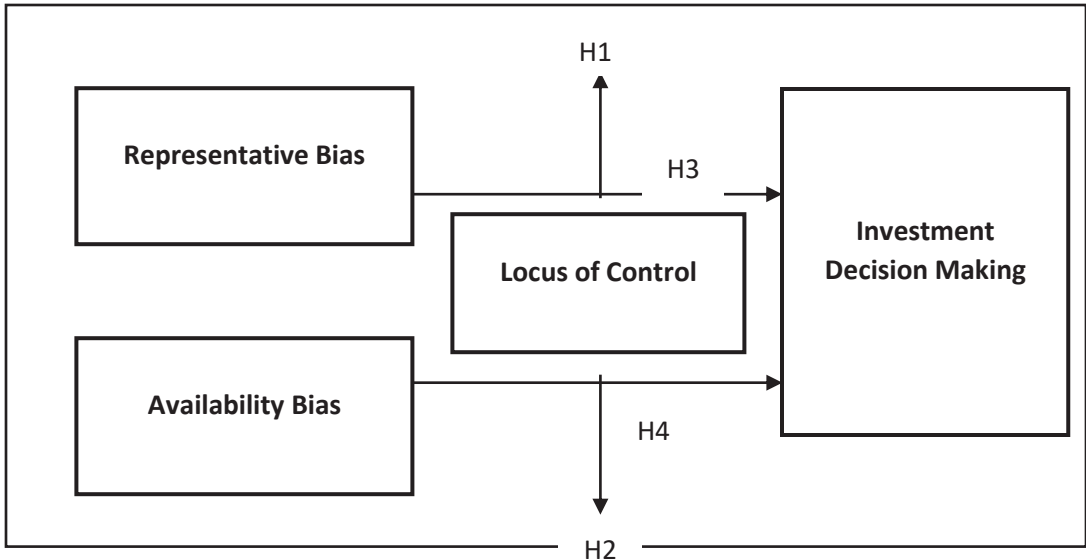 H1
Representative Bias
H3
Locus of Control
Investment
Decision Making
Availability Bias
H4
H2